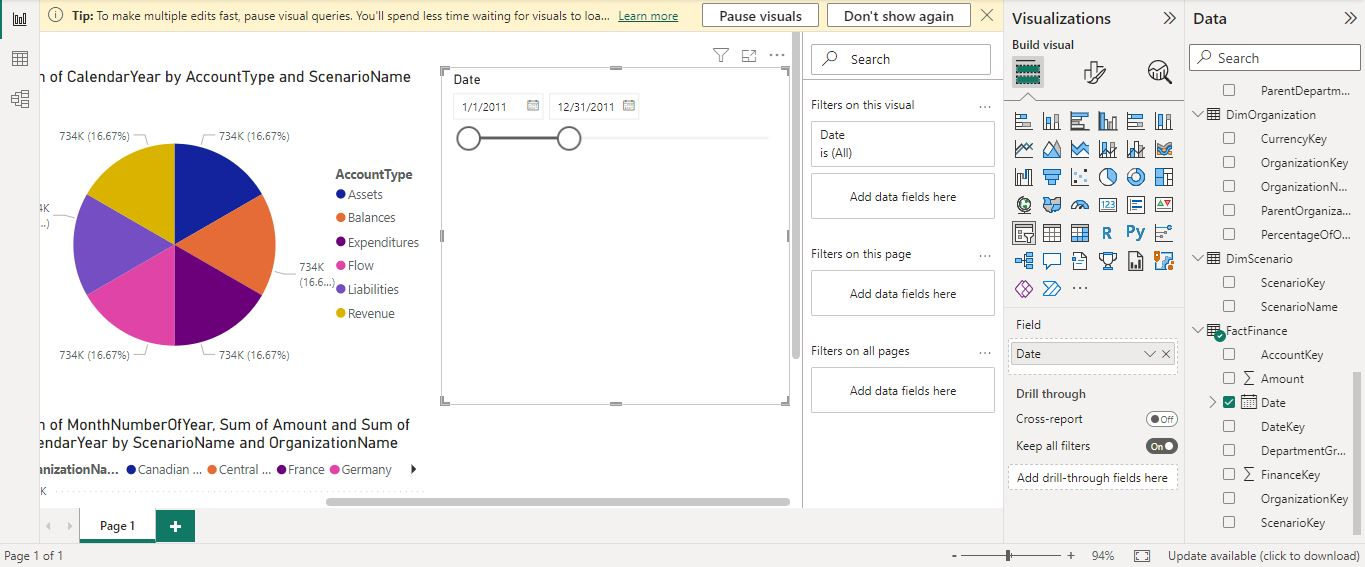 Tip: To make multiple edits fast, pause visual queries. You'll spend less time waiting for visuals to loa... Learn more
Pause visuals
Don't show again
n of CalendarYear by AccountType and ScenarioName
734K (16.67%)
734K (16.67%)
4K
...)
734K
(16.6...)
734K (16.67%)
734K (16.67%)
AccountType
Assets
Balances
Expenditures
Flow
Liabilities
Revenue
n of MonthNumberOfYear, Sum of Amount and Sum of
endarYear by ScenarioName and OrganizationName
anizationNa... Canadian ... Central ... France Germany
K
Date
1/1/2011
12/31/2011
Search
Filters on this visual ...
Date
is (All)
Add data fields here
Filters on this page ...
Add data fields here
Filters on all pages ...
Add data fields here
Visualizations
Build visual
123
R
Py
...
Field
Date
Drill through
Cross-report Off
Keep all filters On
Add drill-through fields here
Data
Search
ParentDepartm...
DimOrganization
CurrencyKey
OrganizationKey
OrganizationN...
ParentOrganiza...
PercentageOfO...
DimScenario
ScenarioKey
ScenarioName
FactFinance
AccountKey
∑ Amount
Date
DateKey
DepartmentGr...
∑ FinanceKey
OrganizationKey
ScenarioKey
Page 1
+
Page 1 of 1
- + 94%
Update available (click to download)